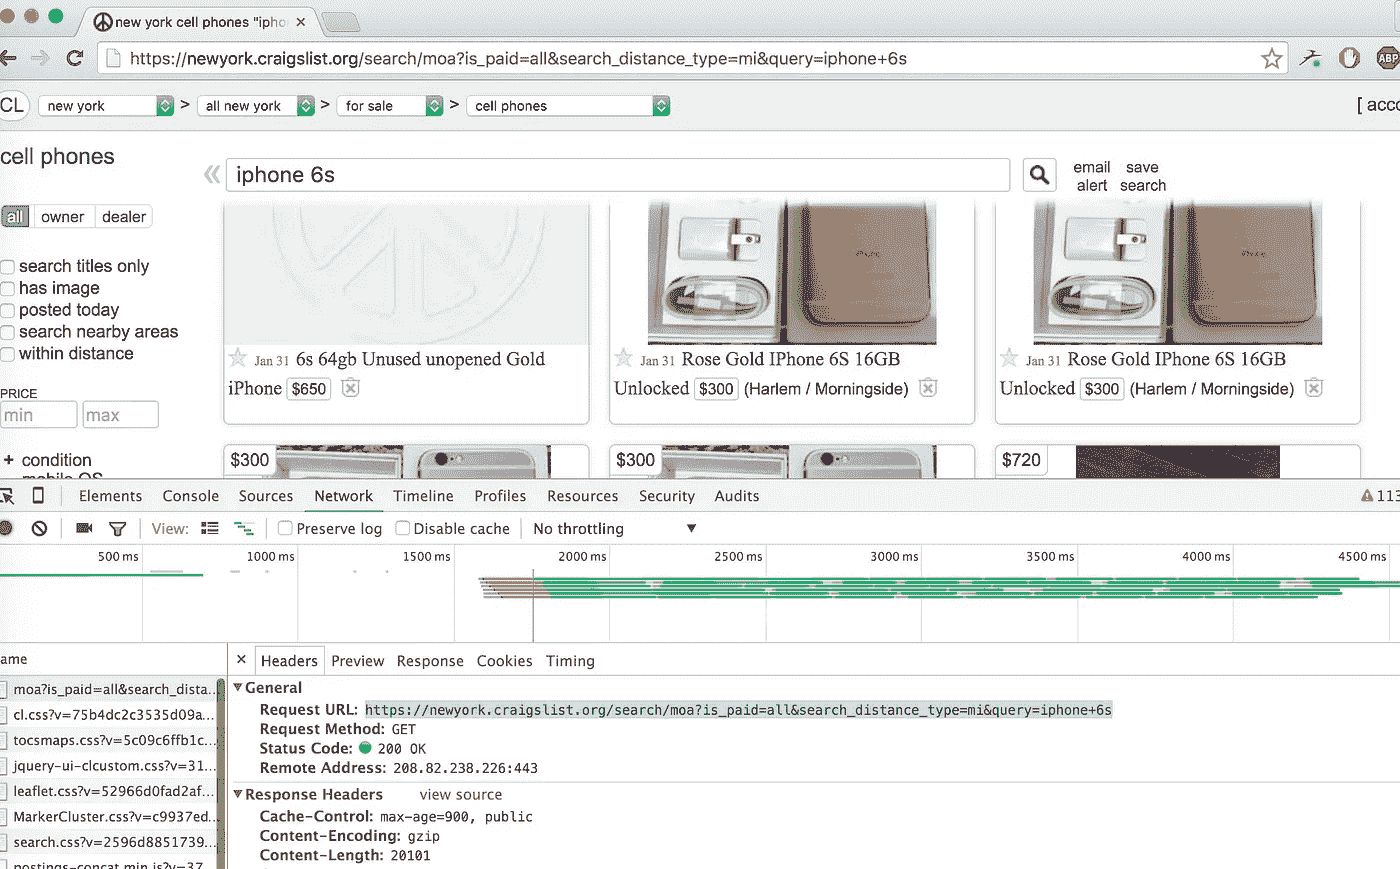 new york cell phones "ipho
https://newyork.craigslist.org/search/moa?is_paid=all&search_distance_type=mi&query=iphone+6s
ABP
CL new york > all new york > for sale > cell phones [ acco
cell phones
iphone 6s
email alert
save search
all owner dealer
search titles only
has image
posted today
search nearby areas
within distance
PRICE
min max
+ condition
mobile OS
Jan 31 6s 64gb Unused unopened Gold
iPhone $650
Jan 31 Rose Gold IPhone 6S 16GB
Unlocked $300 (Harlem / Morningside)
Jan 31 Rose Gold IPhone 6S 16GB
Unlocked $300 (Harlem / Morningside)
$300 $300 $720
Elements Console Sources Network Timeline Profiles Resources Security Audits 113
View: Preserve log Disable cache No throttling
500 ms 1000 ms 1500 ms 2000 ms 2500 ms 3000 ms 3500 ms 4000 ms 4500 ms
ame
moa?is_paid=all&search_dista...
cl.css?v=75b4dc2c3535d09a...
tocsmaps.css?v=5c09c6ffb1c...
jquery-ui-clcustom.css?v=31...
leaflet.css?v=52966d0fad2af...
MarkerCluster.css?v=c9937ed...
search.css?v=2596d8851739...
postings-concat.min.js?v=37
× Headers Preview Response Cookies Timing
General
Request URL: https://newyork.craigslist.org/search/moa?is_paid=all&search_distance_type=mi&query=iphone+6s
Request Method: GET
Status Code: 200 OK
Remote Address: 208.82.238.226:443
Response Headers view source
Cache-Control: max-age=900, public
Content-Encoding: gzip
Content-Length: 20101